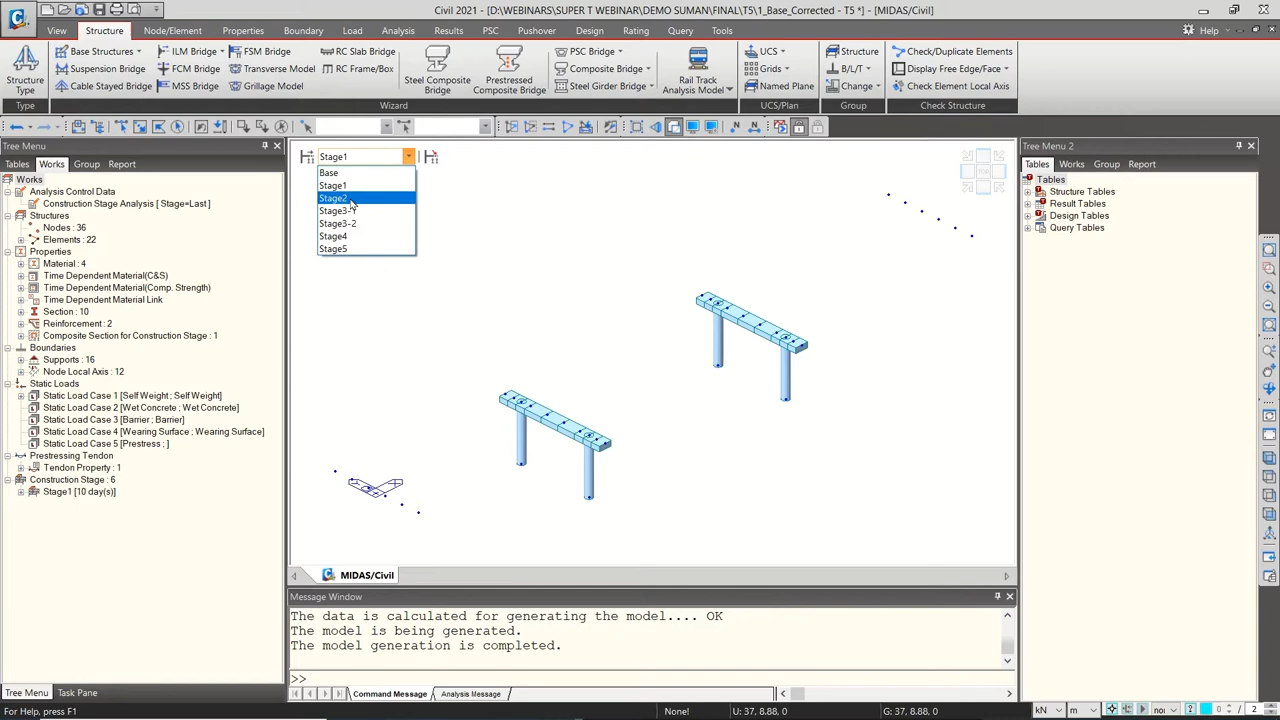 Civil 2021 - [D:\WEBINARS\SUPER T WEBINAR\DEMO SUMAN\FINAL\T5\1_Base_Corrected - T5 *] - [MIDAS/Civil]
View Structure Node/Element Properties Boundary Load Analysis Results PSC Pushover Design Rating Query Tools Help
Structure Type
Base Structures
Suspension Bridge
Cable Stayed Bridge
ILM Bridge
FCM Bridge
MSS Bridge
FSM Bridge
Transverse Model
Grillage Model
RC Slab Bridge
RC Frame/Box
Steel Composite Bridge
Prestressed Composite Bridge
PSC Bridge
Composite Bridge
Steel Girder Bridge
Rail Track Analysis Model
UCS
Grids
Named Plane
Structure
B/L/T
Change
Check/Duplicate Elements
Display Free Edge/Face
Check Element Local Axis
Type Wizard UCS/Plan Group Check Structure
Tree Menu
Tables Works Group Report
Works
Analysis Control Data
Construction Stage Analysis [ Stage=Last ]
Structures
Nodes : 36
Elements : 22
Properties
Material : 4
Time Dependent Material(C&S)
Time Dependent Material(Comp. Strength)
Time Dependent Material Link
Section : 10
Reinforcement : 2
Composite Section for Construction Stage : 1
Boundaries
Supports : 16
Node Local Axis : 12
Static Loads
Static Load Case 1 [Self Weight ; Self Weight]
Static Load Case 2 [Wet Concrete ; Wet Concrete]
Static Load Case 3 [Barrier ; Barrier]
Static Load Case 4 [Wearing Surface ; Wearing Surface]
Static Load Case 5 [Prestress ; ]
Prestressing Tendon
Tendon Property : 1
Construction Stage : 6
Stage1 [10 day(s)]
Tree Menu Task Pane
Stage1
Base
Stage1
Stage2
Stage3-1
Stage3-2
Stage4
Stage5
TOP
MIDAS/Civil
Message Window
The data is calculated for generating the model.... OK
The model is being generated.
The model generation is completed.
>>
Command Message Analysis Message
Tree Menu 2
Tables Works Group Report
Tables
Structure Tables
Result Tables
Design Tables
Query Tables
For Help, press F1
None!
U: 37, 8.88, 0
G: 37, 8.88, 0
kN m
2